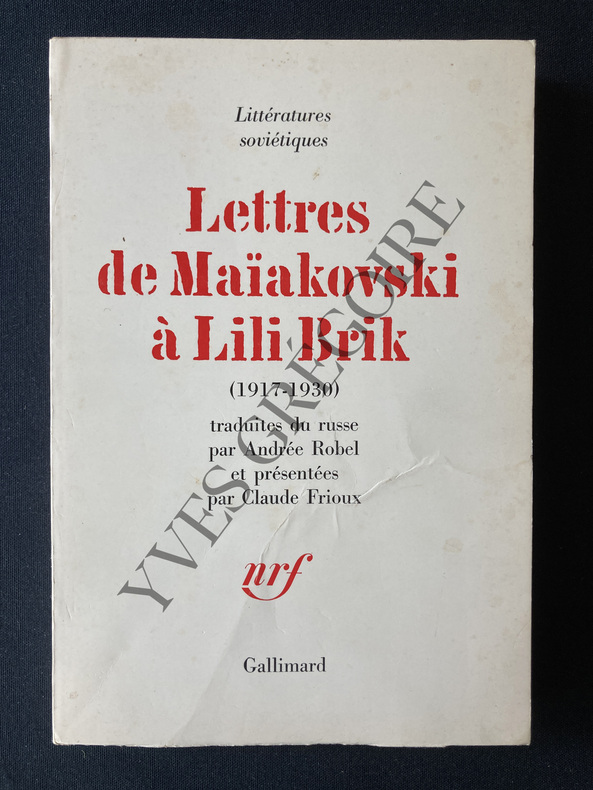 Littératures
soviétiques
Lettres
de Maïakovski
à Lili Brik
(1917-1930)
traduites du russe
par Andrée Robel
et présentées
par Claude Frioux
nrf
Gallimard
YVES GRÉGOIRE